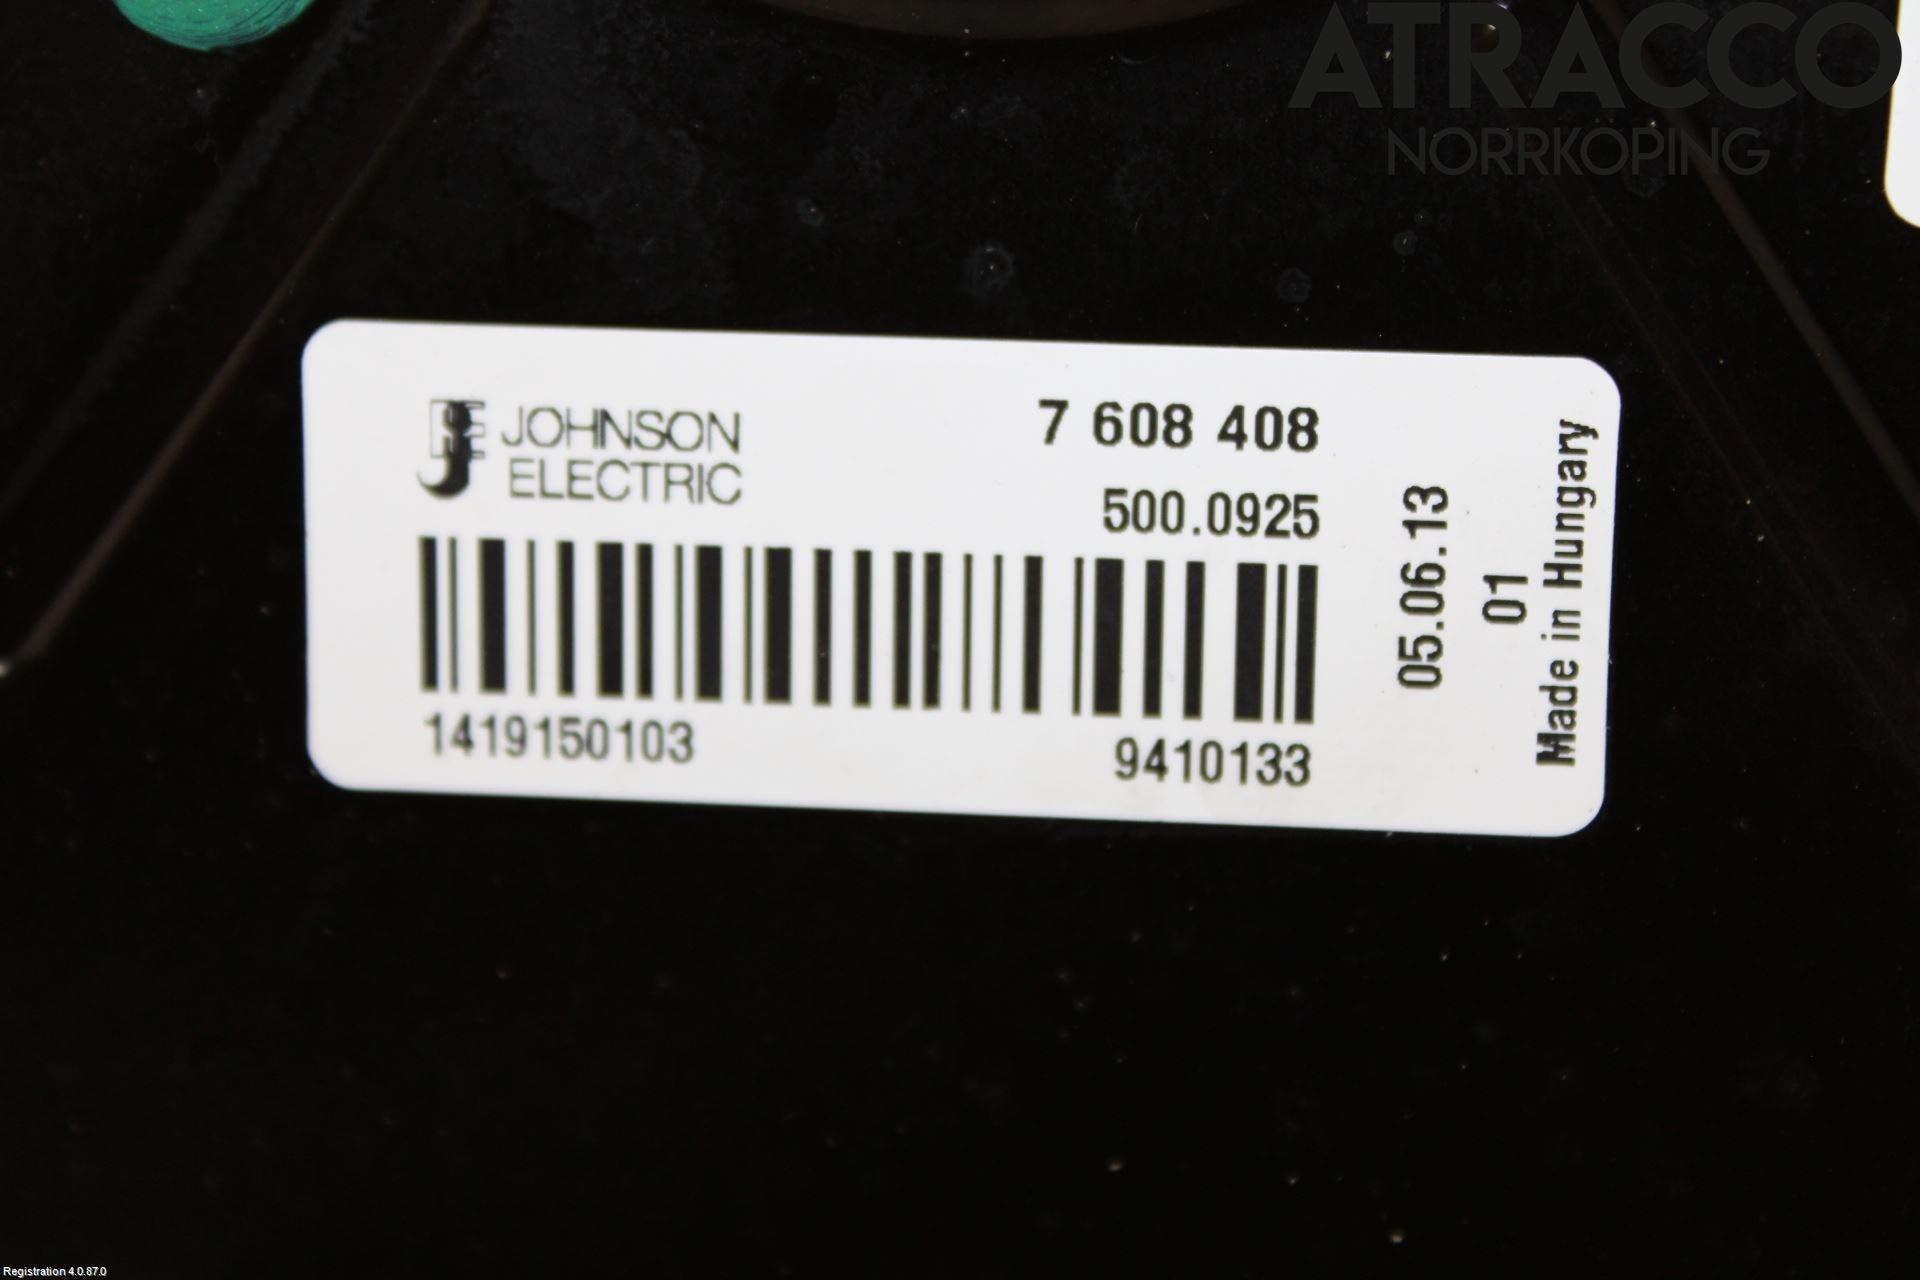 ATRACCO
NORRKÖPING
JOHNSON
ELECTRIC
7 608 408
500.0925
1419150103
9410133
05.06.13
01
Made in Hungary
Registration 4.0.87.0